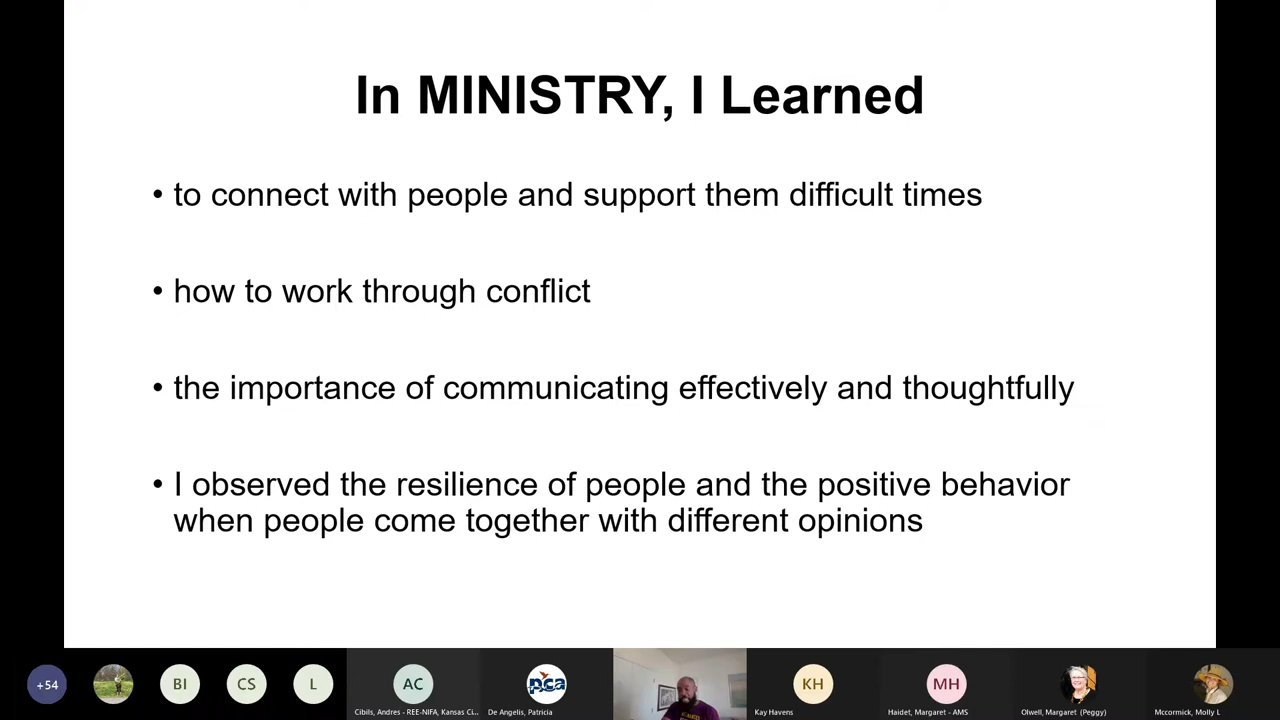 In MINISTRY, I Learned
• to connect with people and support them difficult times
• how to work through conflict
• the importance of communicating effectively and thoughtfully
• I observed the resilience of people and the positive behavior
when people come together with different opinions
+54
BI
CS
L
AC
Cibils, Andres - REE-NIFA, Kansas Ci...
pca
De Angelis, Patricia
KH
Kay Havens
MH
Haidet, Margaret - AMS
Olwell, Margaret (Peggy)
Mccormick, Molly L